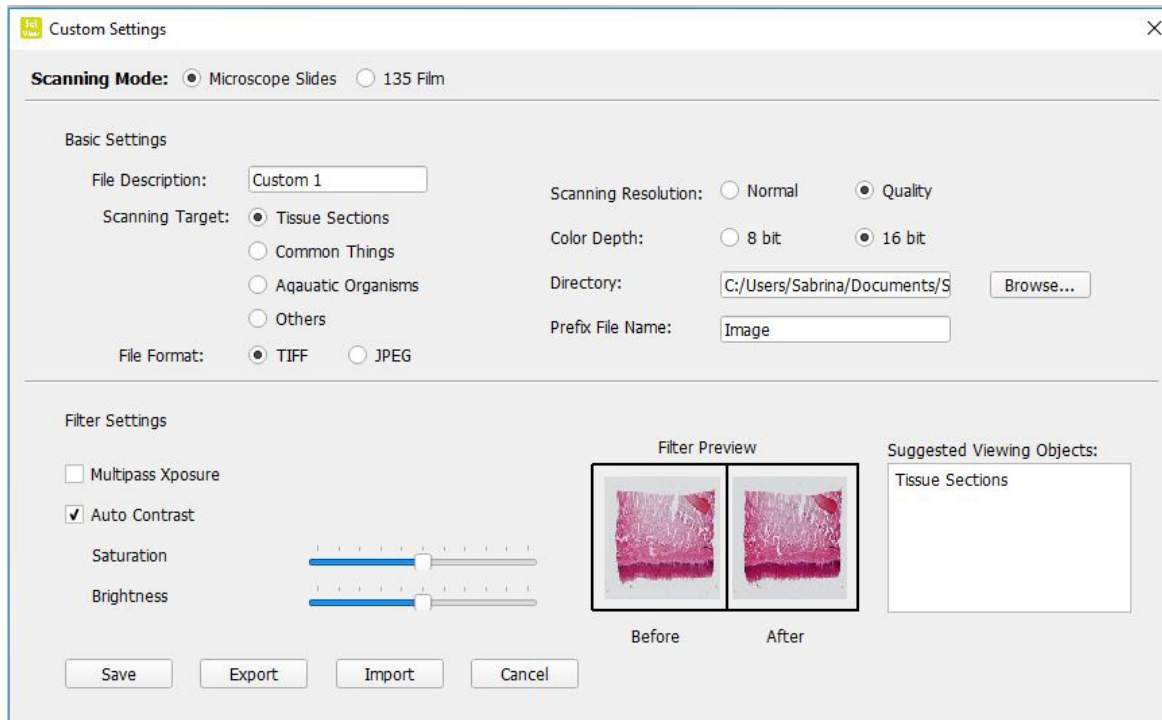 Custom Settings
Scanning Mode: Microscope Slides 135 Film
Basic Settings
File Description: Custom 1
Scanning Target: Tissue Sections
Common Things
Aqauatic Organisms
Others
File Format: TIFF JPEG
Scanning Resolution: Normal Quality
Color Depth: 8 bit 16 bit
Directory: C:/Users/Sabrina/Documents/S Browse...
Prefix File Name: Image
Filter Settings
Multipass Xposure
Auto Contrast
Saturation
Brightness
Filter Preview
Before After
Suggested Viewing Objects:
Tissue Sections
Save Export Import Cancel